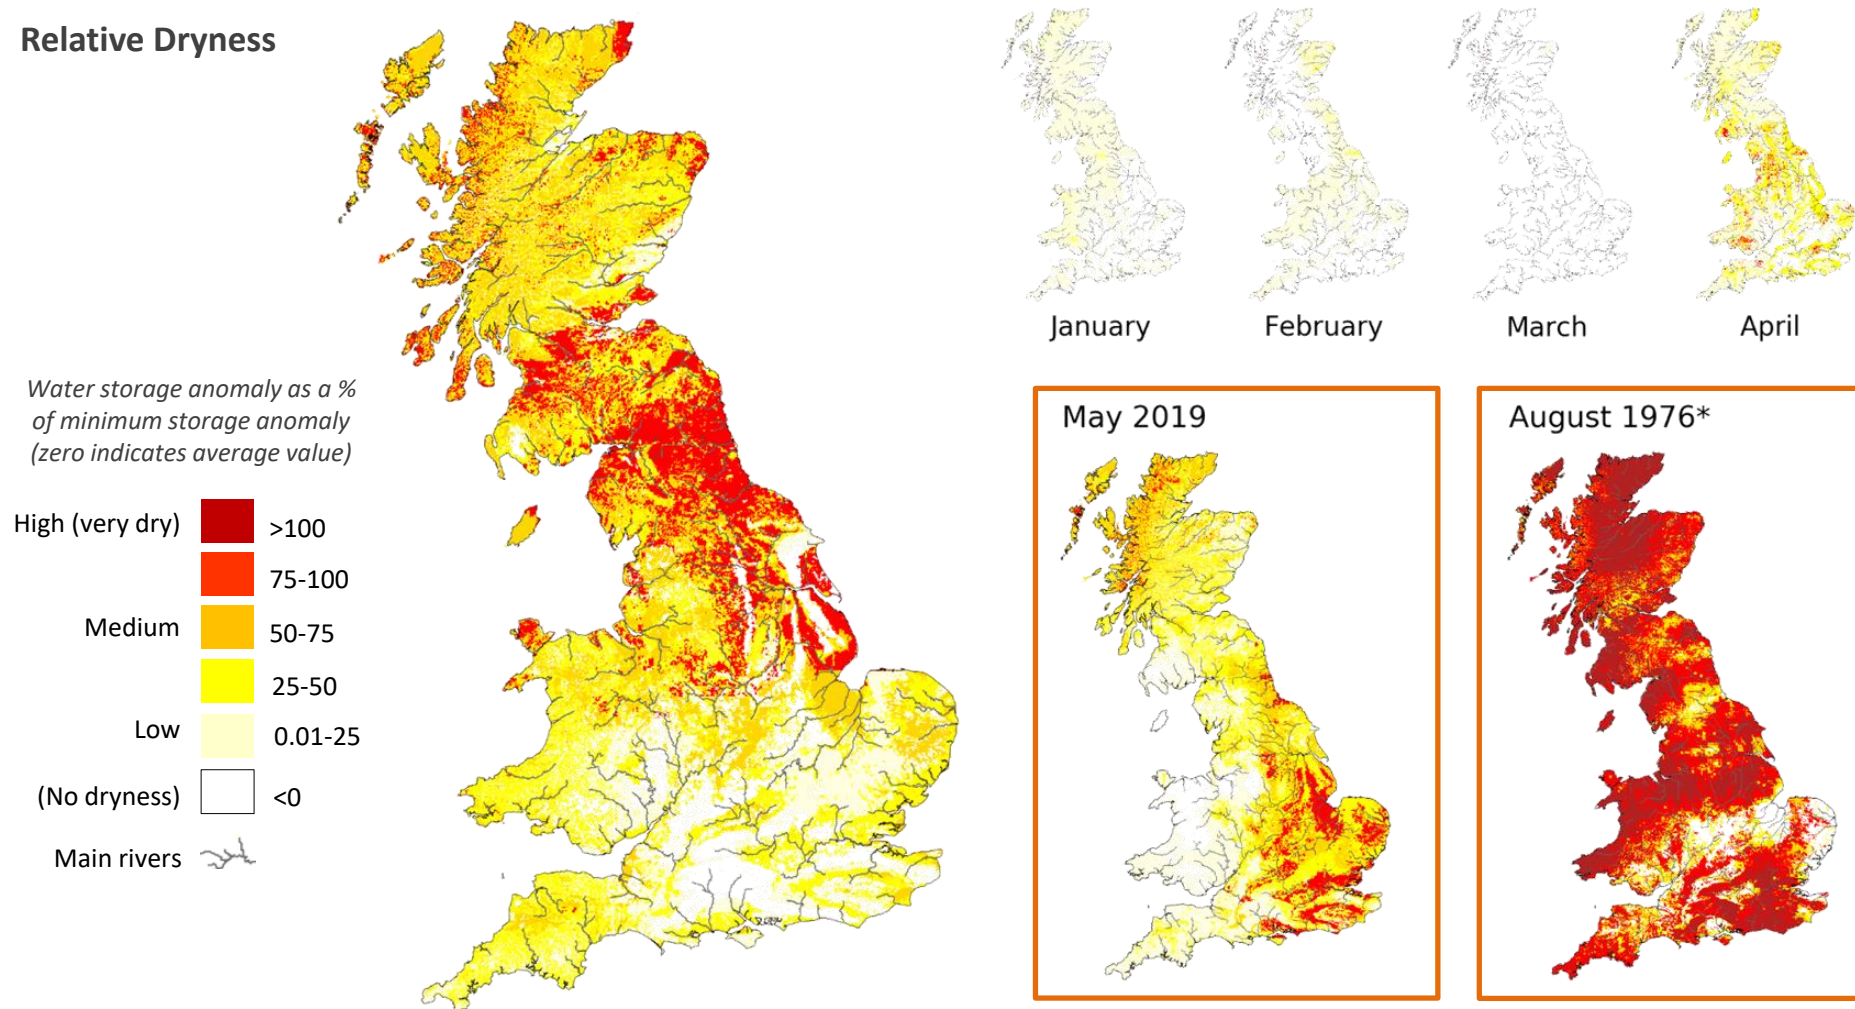 Relative Dryness
Water storage anomaly as a %
of minimum storage anomaly
(zero indicates average value)
High (very dry) >100
75-100
Medium 50-75
25-50
Low 0.01-25
(No dryness) <0
Main rivers
January February March April
May 2019
August 1976*